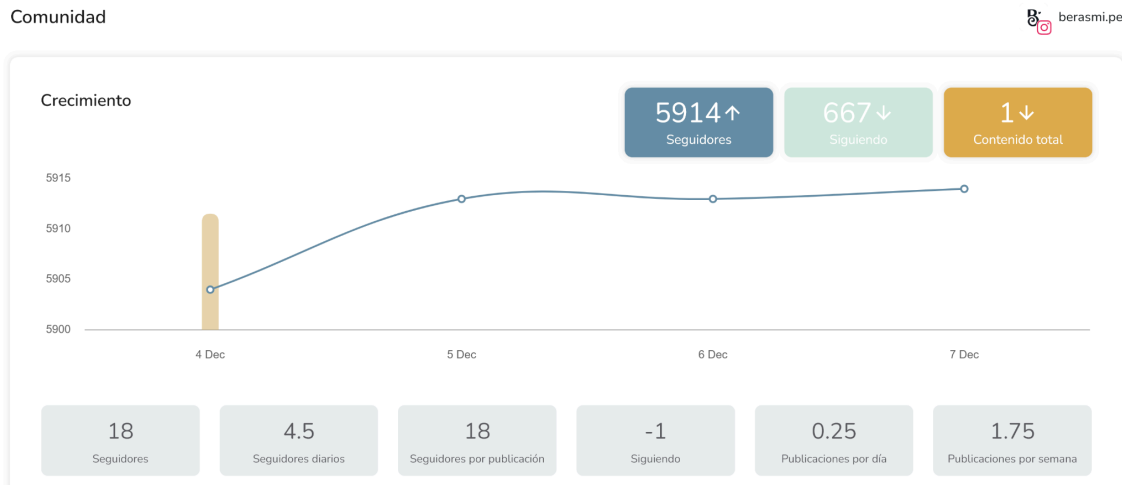 Comunidad
berasmi.pe
Crecimiento
5914↑
Seguidores
667↓
Siguiendo
1↓
Contenido total
5915
5910
5905
5900
4 Dec
5 Dec
6 Dec
7 Dec
18
Seguidores
4.5
Seguidores diarios
18
Seguidores por publicación
-1
Siguiendo
0.25
Publicaciones por día
1.75
Publicaciones por semana